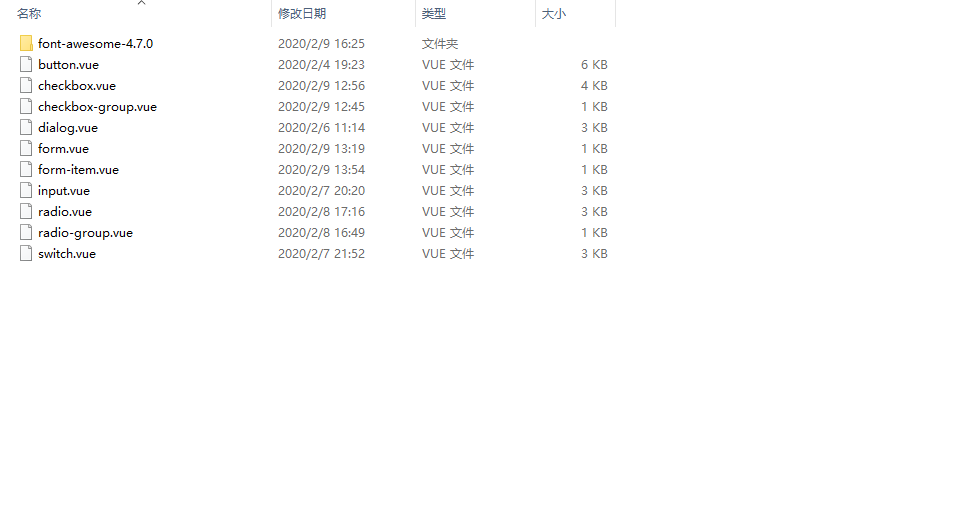 名称 修改日期 类型 大小
font-awesome-4.7.0 2020/2/9 16:25 文件夹
button.vue 2020/2/4 19:23 VUE 文件 6 KB
checkbox.vue 2020/2/9 12:56 VUE 文件 4 KB
checkbox-group.vue 2020/2/9 12:45 VUE 文件 1 KB
dialog.vue 2020/2/6 11:14 VUE 文件 3 KB
form.vue 2020/2/9 13:19 VUE 文件 1 KB
form-item.vue 2020/2/9 13:54 VUE 文件 1 KB
input.vue 2020/2/7 20:20 VUE 文件 3 KB
radio.vue 2020/2/8 17:16 VUE 文件 3 KB
radio-group.vue 2020/2/8 16:49 VUE 文件 1 KB
switch.vue 2020/2/7 21:52 VUE 文件 3 KB